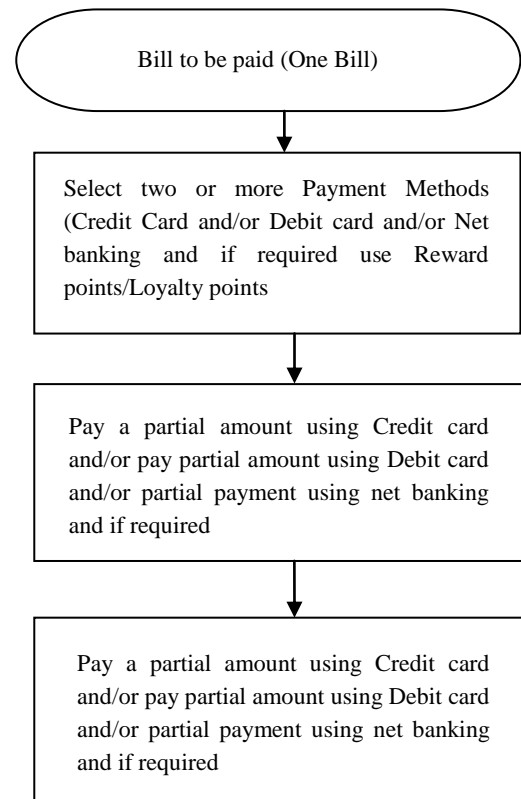 Bill to be paid (One Bill)
Select two or more Payment Methods
(Credit Card and/or Debit card and/or Net
banking and if required use Reward
points/Loyalty points
Pay a partial amount using Credit card
and/or pay partial amount using Debit card
and/or partial payment using net banking
and if required
Pay a partial amount using Credit card
and/or pay partial amount using Debit card
and/or partial payment using net banking
and if required